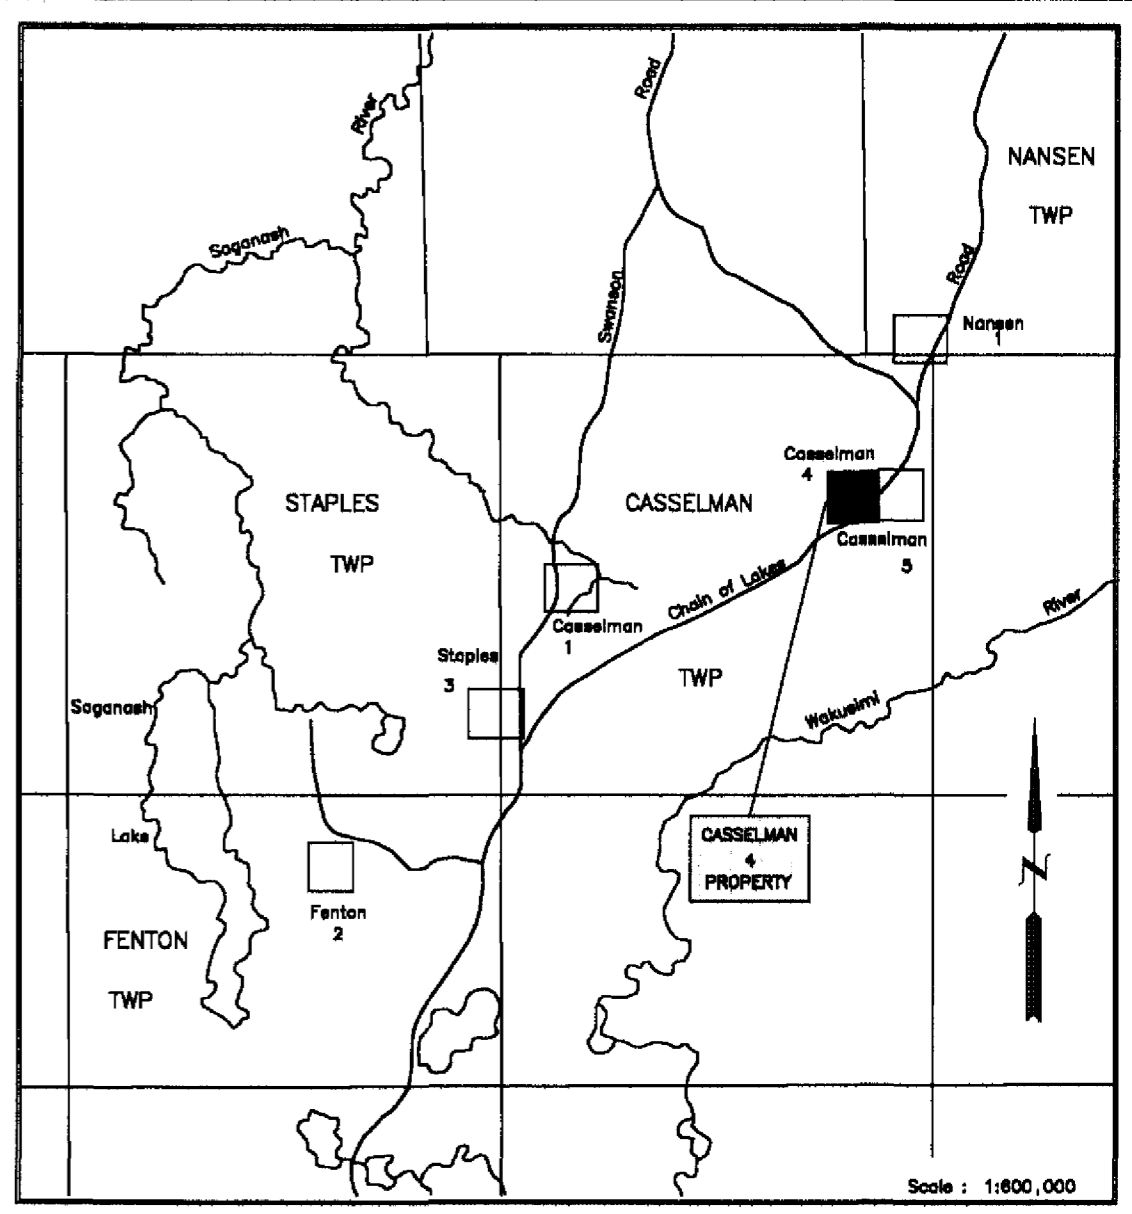 Road
River
NANSEN
TWP
Saganash
Road
Swanson
Nansen
1
Casselman
4
STAPLES
TWP
CASSELMAN
Casselman
5
Chain of Lakes
River
Casselman
1
Staples
3
TWP
Saganash
Wakusimi
Lake
CASSELMAN
4
PROPERTY
N
Fenton
2
FENTON
TWP
Scale : 1:600,000